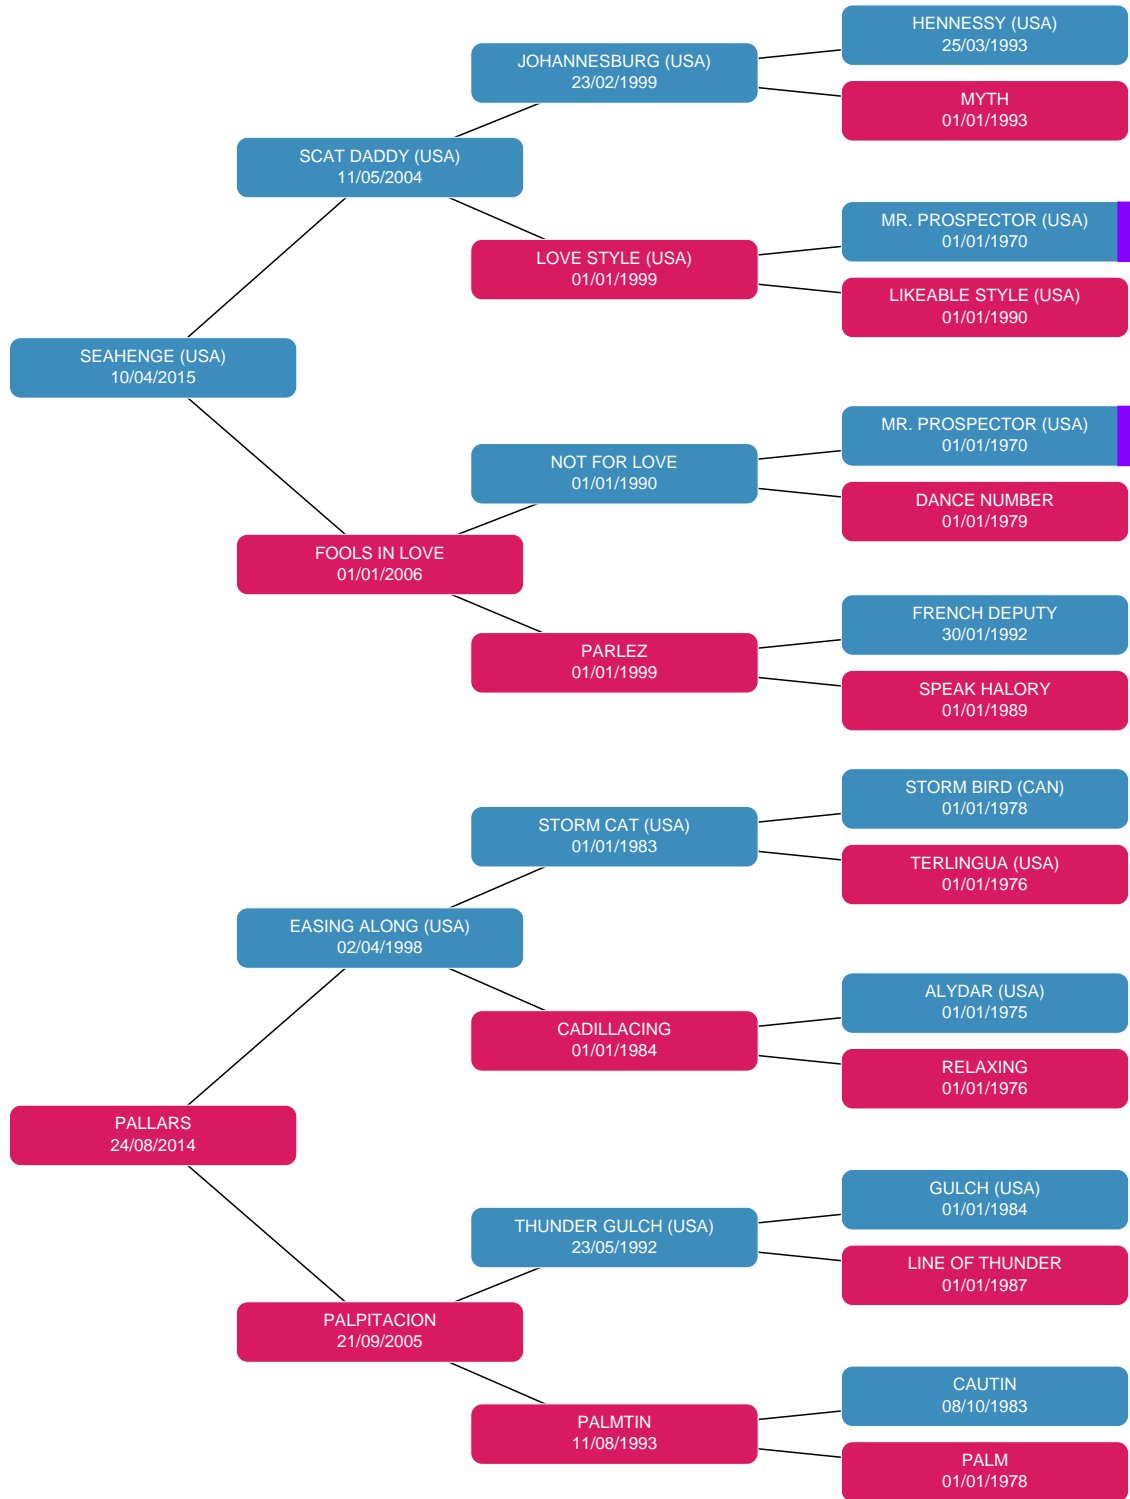 HENNESSY (USA)
25/03/1993
JOHANNESBURG (USA)
23/02/1999
MYTH
01/01/1993
SCAT DADDY (USA)
11/05/2004
MR. PROSPECTOR (USA)
01/01/1970
LOVE STYLE (USA)
01/01/1999
LIKEABLE STYLE (USA)
01/01/1990
SEAHENGE (USA)
10/04/2015
MR. PROSPECTOR (USA)
01/01/1970
NOT FOR LOVE
01/01/1990
DANCE NUMBER
01/01/1979
FOOLS IN LOVE
01/01/2006
FRENCH DEPUTY
30/01/1992
PARLEZ
01/01/1999
SPEAK HALORY
01/01/1989
STORM BIRD (CAN)
01/01/1978
STORM CAT (USA)
01/01/1983
TERLINGUA (USA)
01/01/1976
EASING ALONG (USA)
02/04/1998
ALYDAR (USA)
01/01/1975
CADILLACING
01/01/1984
RELAXING
01/01/1976
PALLARS
24/08/2014
GULCH (USA)
01/01/1984
THUNDER GULCH (USA)
23/05/1992
LINE OF THUNDER
01/01/1987
PALPITACION
21/09/2005
CAUTIN
08/10/1983
PALMTIN
11/08/1993
PALM
01/01/1978